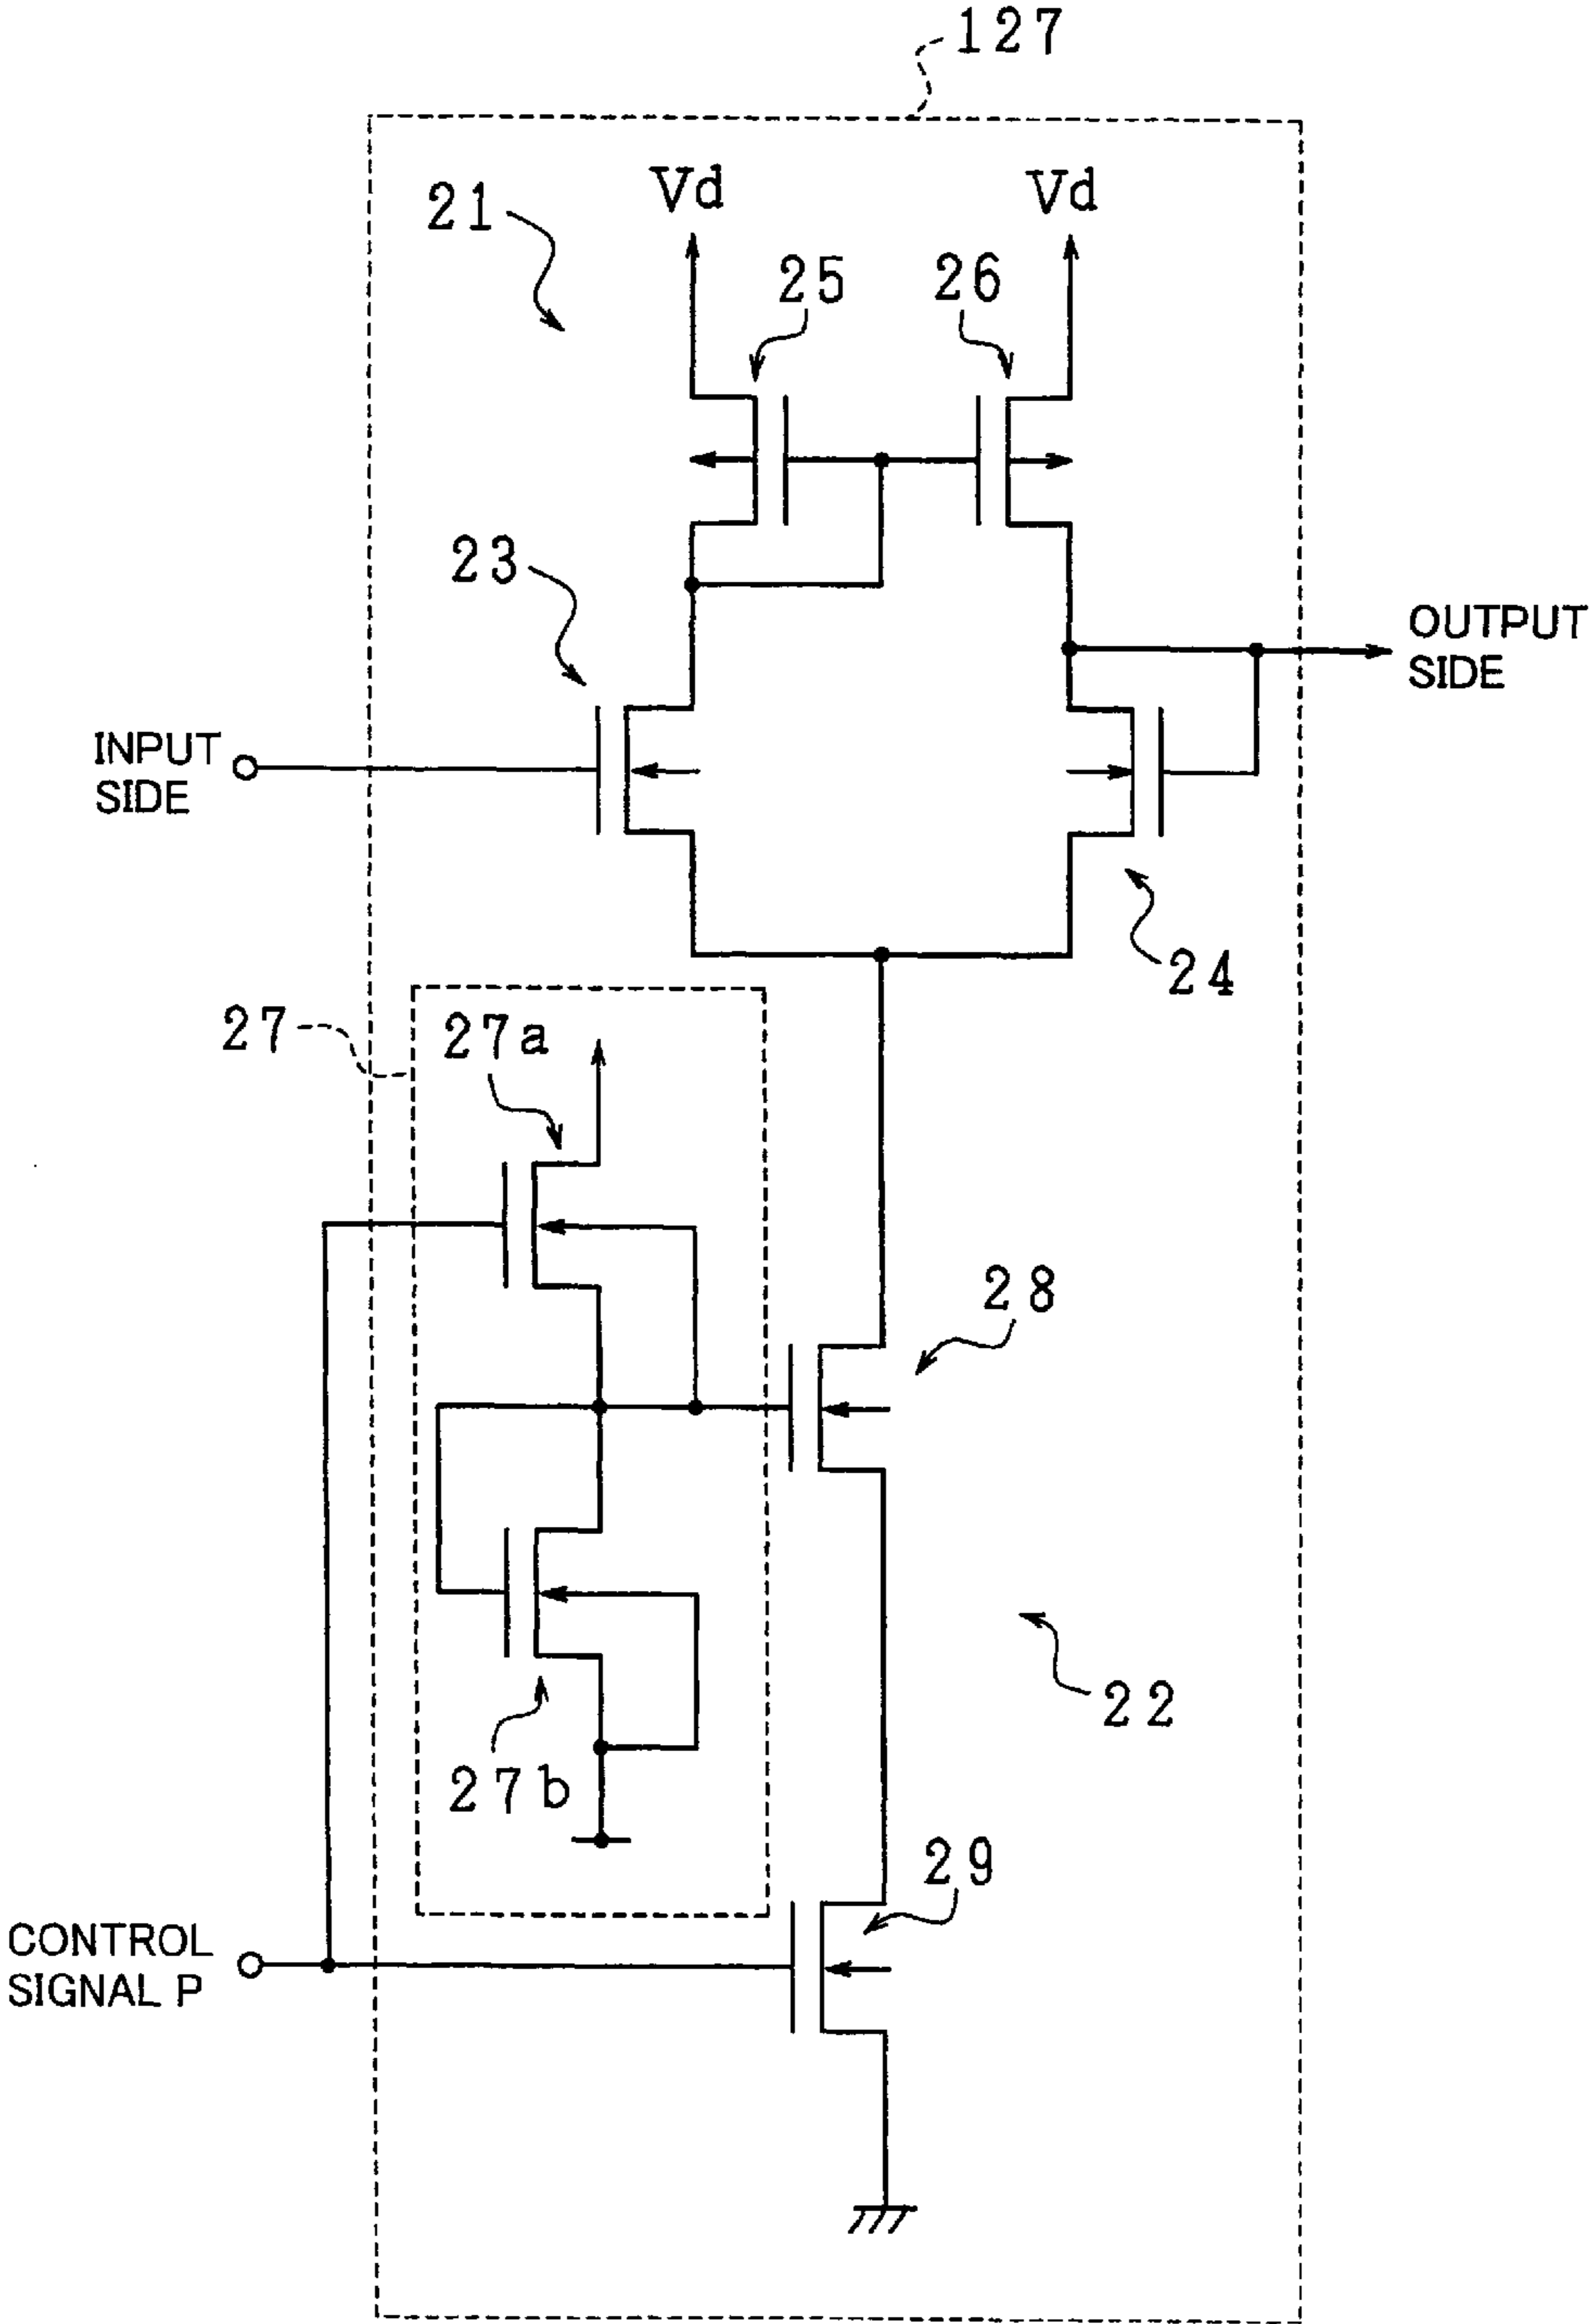 127
21
Vd
Vd
25
26
23
OUTPUT
SIDE
INPUT
SIDE
24
27
27a
28
22
27b
29
CONTROL
SIGNAL P